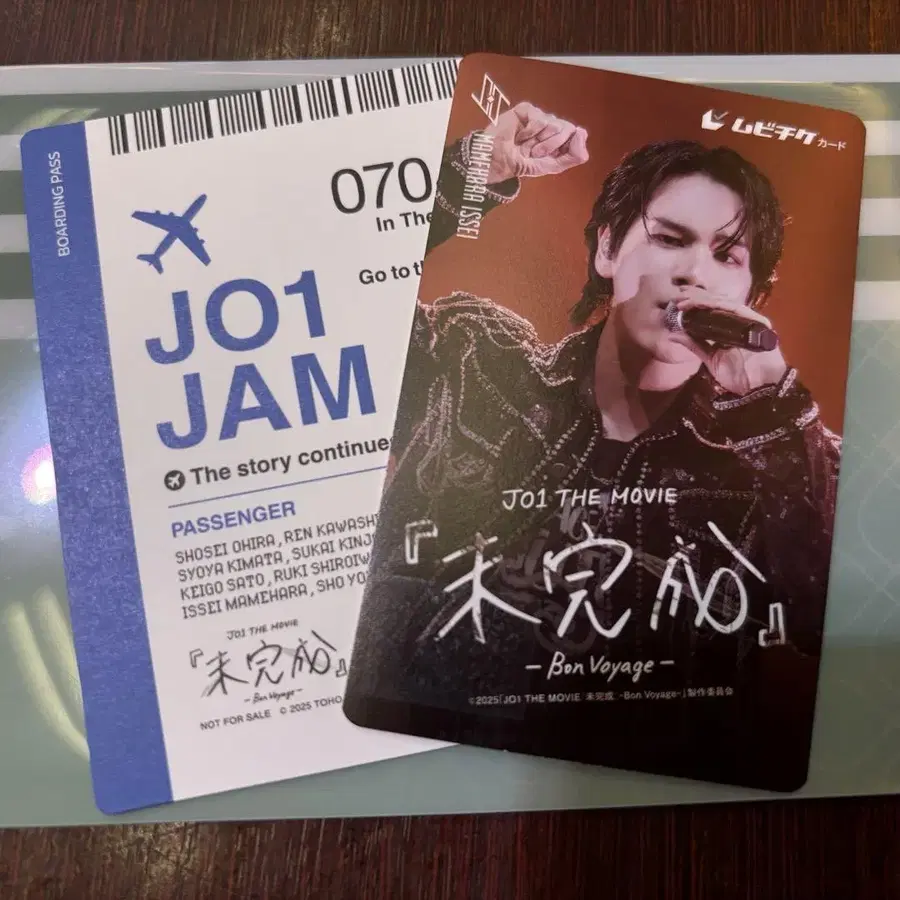 BOARDING PASS
070
In The
Go to
JO1
JAM
The story continues
PASSENGER
SHOSEI OHIRA, REN KAWASHI
SYOYA KIMATA, SUKAI KINJ
KEIGO SATO, RUKI SHIROIW
ISSEI MAMEHARA, SHO YO
JO1 THE MOVIE
『未完成』
-Bon Voyage-
NOT FOR SALE © 2025 TOHO
MAMEHARA ISSEI
ムビチケカード
JO1 THE MOVIE
『未完成』
-Bon Voyage-
©2025「JO1 THE MOVIE『未完成』-Bon Voyage-」製作委員会